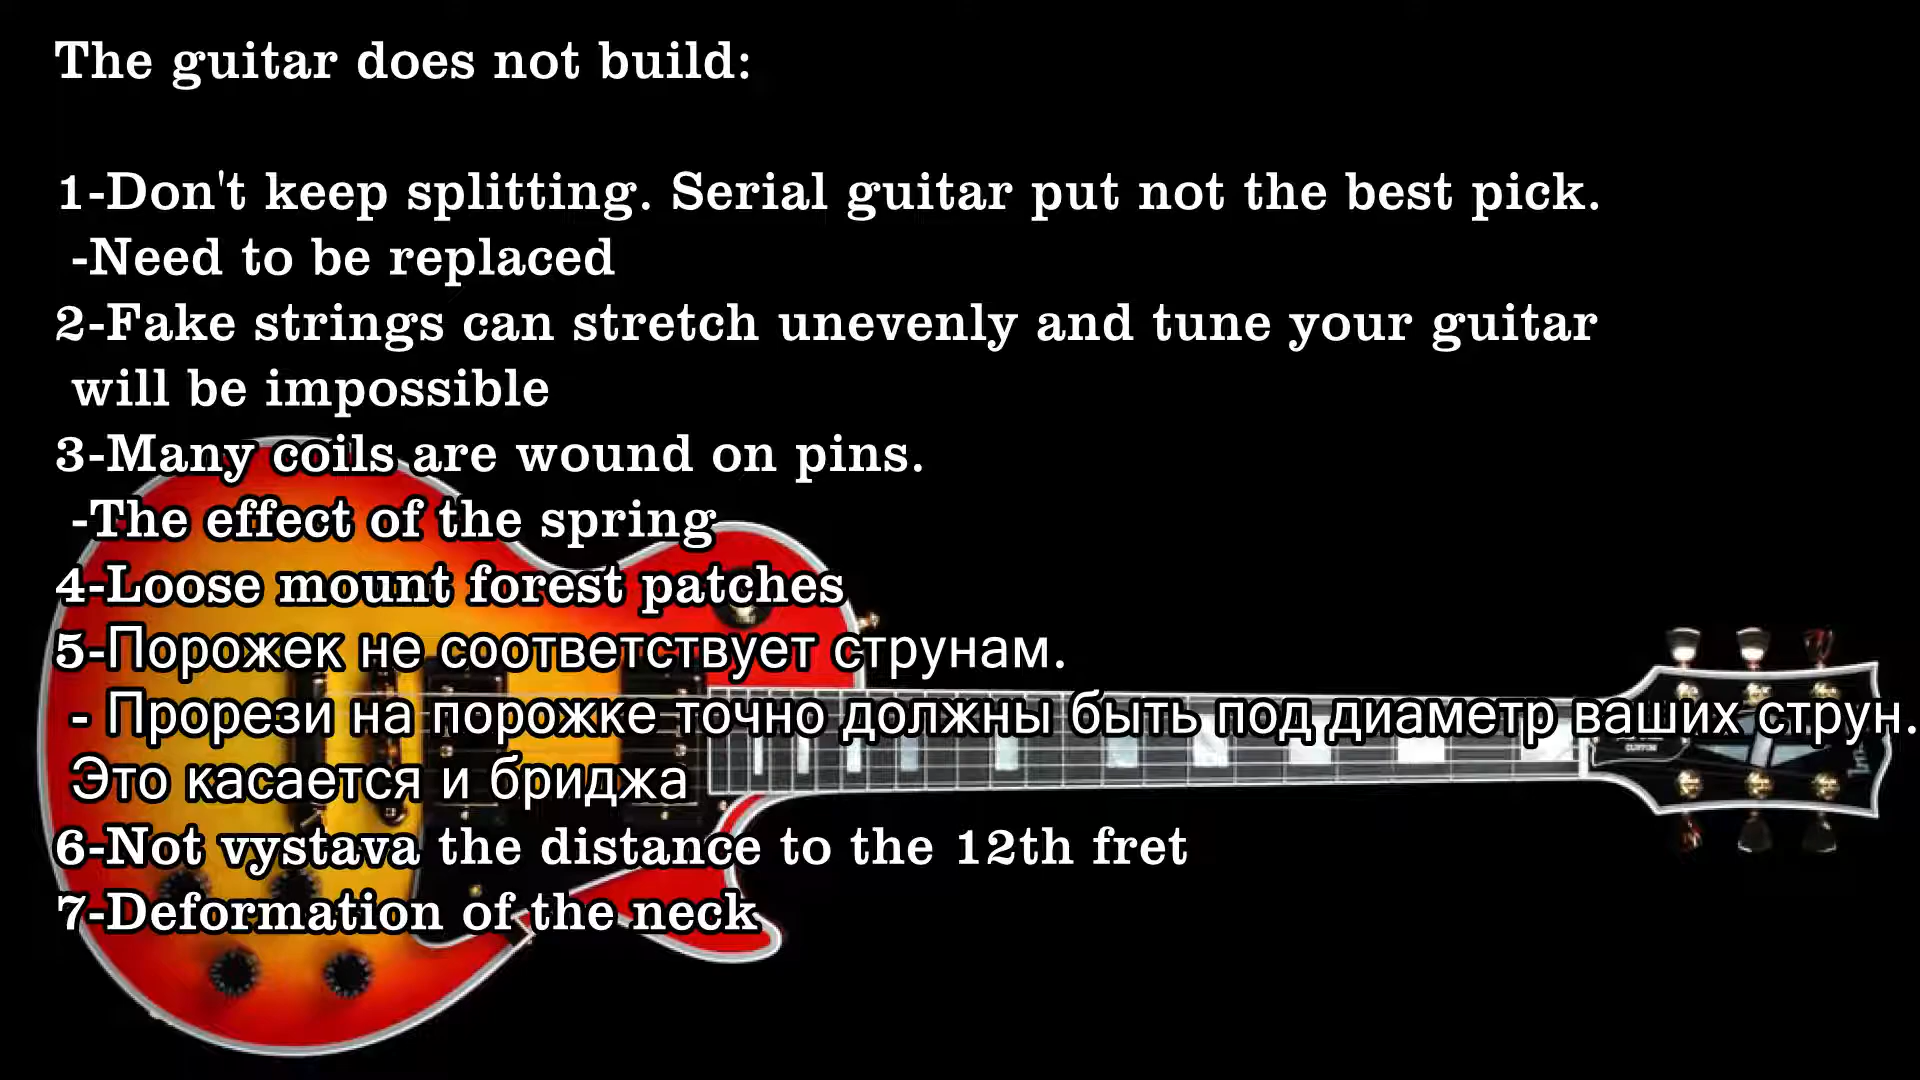 The guitar does not build:
1-Don't keep splitting. Serial guitar put not the best pick.
-Need to be replaced
2-Fake strings can stretch unevenly and tune your guitar
will be impossible
3-Many coils are wound on pins.
-The effect of the spring
4-Loose mount forest patches
5-Порожек не соответствует струнам.
- Прорези на порожке точно должны быть под диаметр ваших струн.
Это касается и бриджа
6-Not vystava the distance to the 12th fret
7-Deformation of the neck